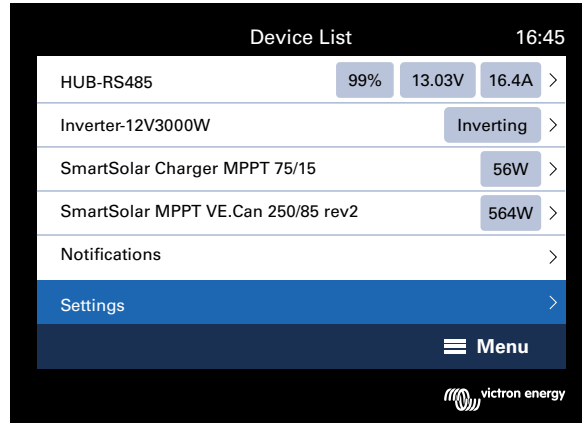 Device List 16:45
HUB-RS485 99% 13.03V 16.4A
Inverter-12V3000W Inverting
SmartSolar Charger MPPT 75/15 56W
SmartSolar MPPT VE.Can 250/85 rev2 564W
Notifications
Settings
Menu
victron energy